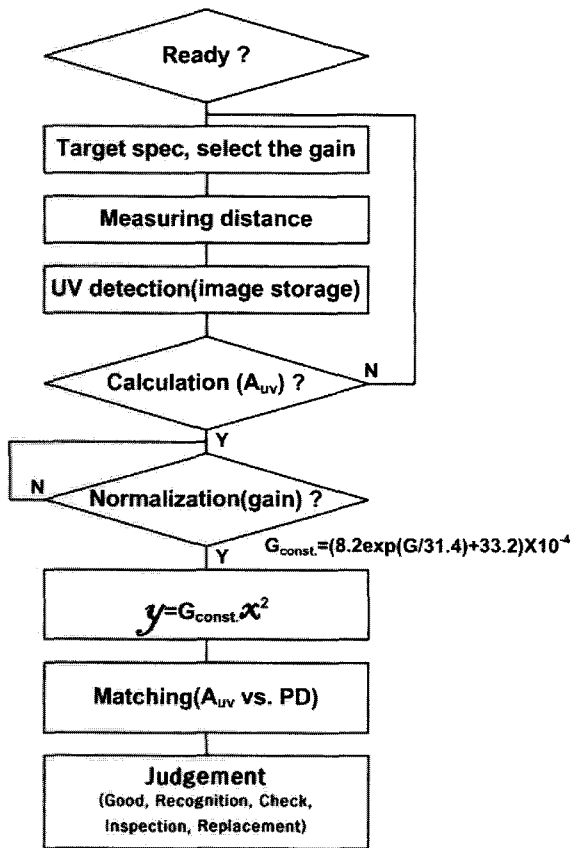 Ready ?
Target spec, select the gain
Measuring distance
UV detection(image storage)
Calculation (Auv) ?
N
Y
N
Normalization(gain) ?
Y
Gconst.=(8.2exp(G/31.4)+33.2)X10-4
y=Gconst.x2
Matching(Auv vs. PD)
Judgement
(Good, Recognition, Check,
Inspection, Replacement)